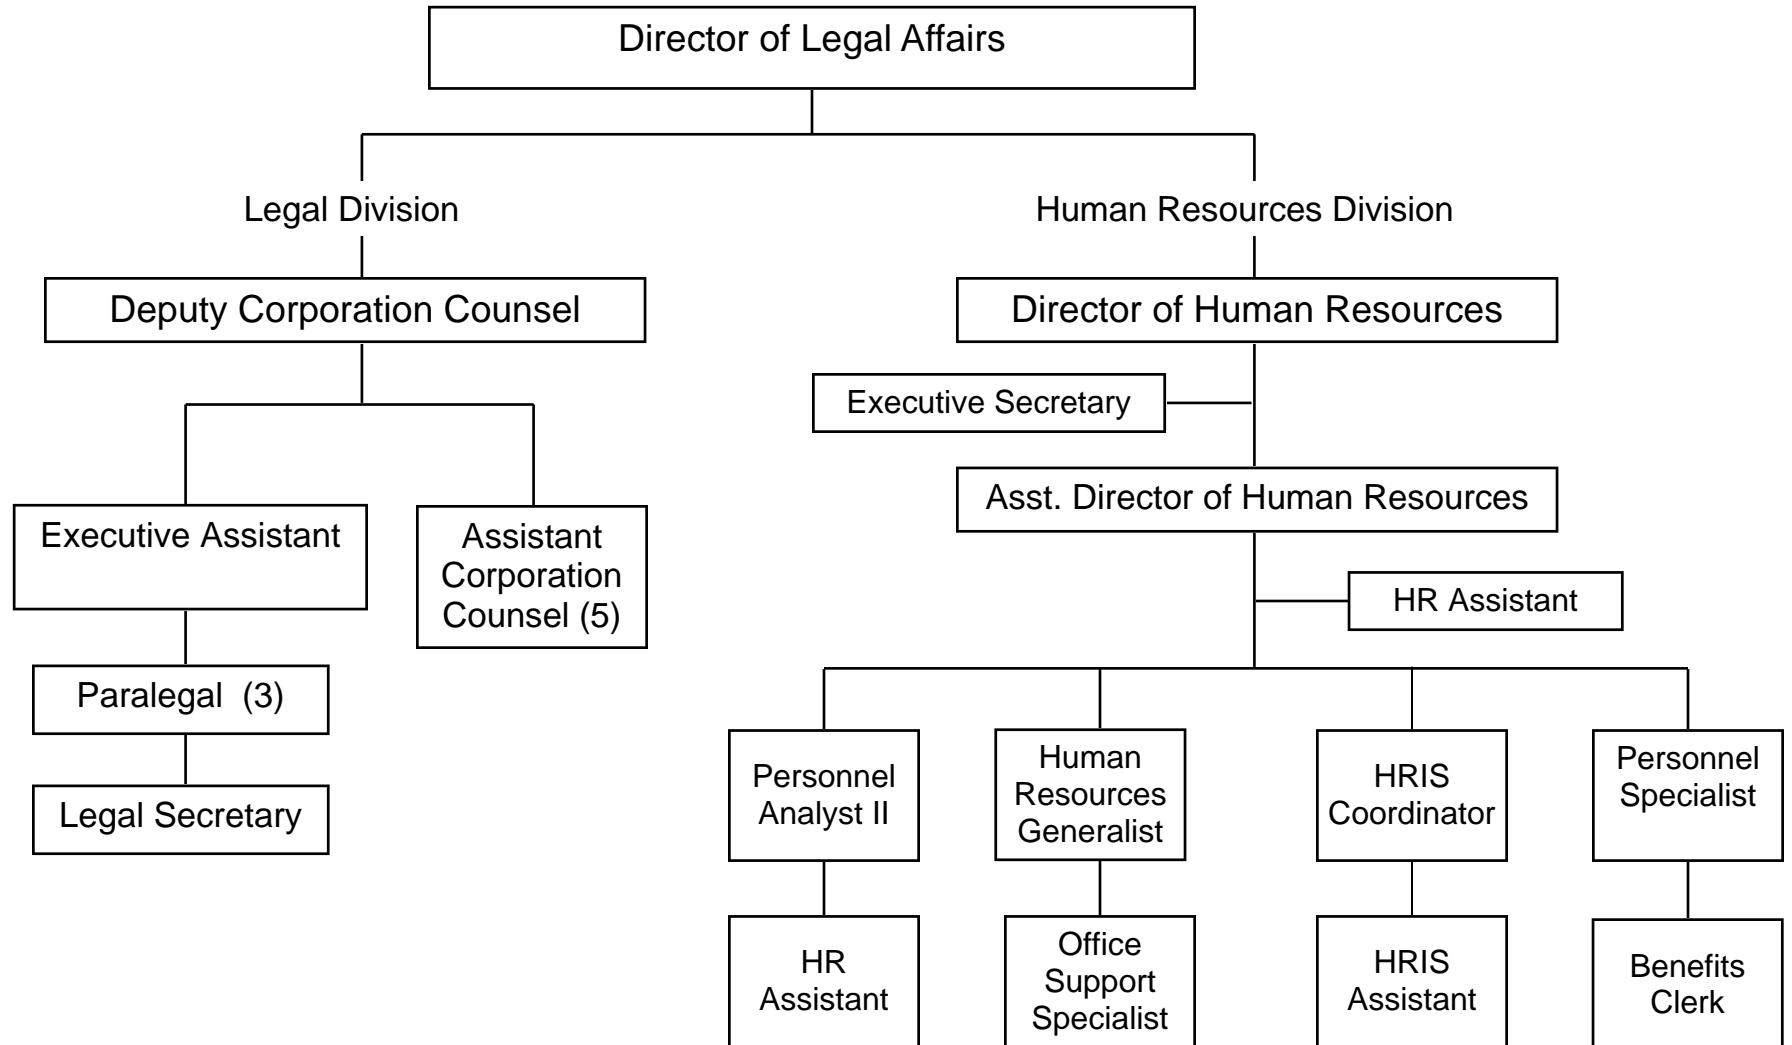 Director of Legal Affairs
Legal Division
Human Resources Division
Deputy Corporation Counsel
Director of Human Resources
Executive Secretary
Asst. Director of Human Resources
Executive Assistant
Assistant
Corporation
Counsel (5)
HR Assistant
Paralegal  (3)
Legal Secretary
Personnel
Analyst II
Human
Resources
Generalist
HRIS
Coordinator
Personnel
Specialist
HR
Assistant
Office
Support
Specialist
HRIS
Assistant
Benefits
Clerk